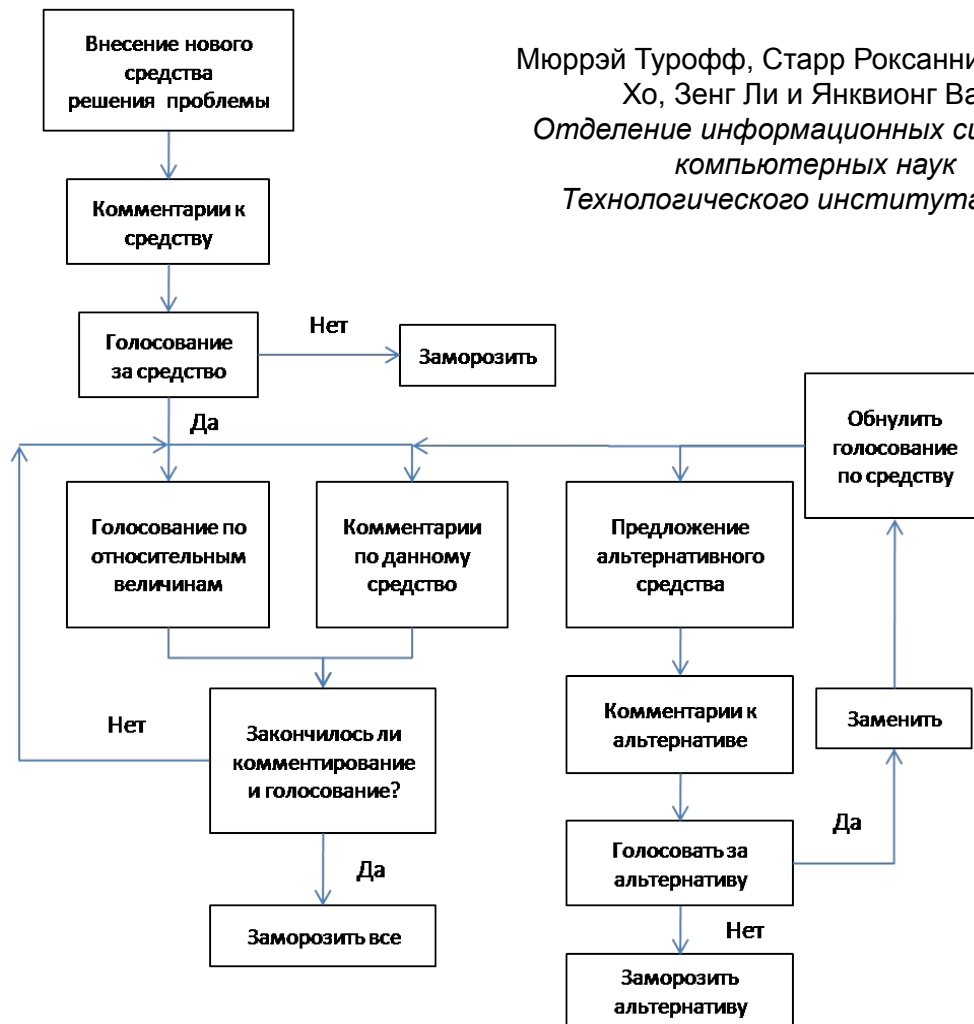 Внесение нового
средства
решения проблемы
Мюррэй Турофф, Старр Роксанни
Хо, Зенг Ли и Янквионг Ва
Отделение информационных си
компьютерных наук
Технологического института
Комментарии к
средству
Голосование
за средство
Нет
Заморозить
Да
Обнулить
голосование
по средству
Голосование по
относительным
величинам
Комментарии
по данному
средство
Предложение
альтернативного
средства
Нет
Закончилось ли
комментирование
и голосование?
Комментарии к
альтернативе
Заменить
Да
Голосовать за
альтернативу
Да
Заморозить все
Нет
Заморозить
альтернативу